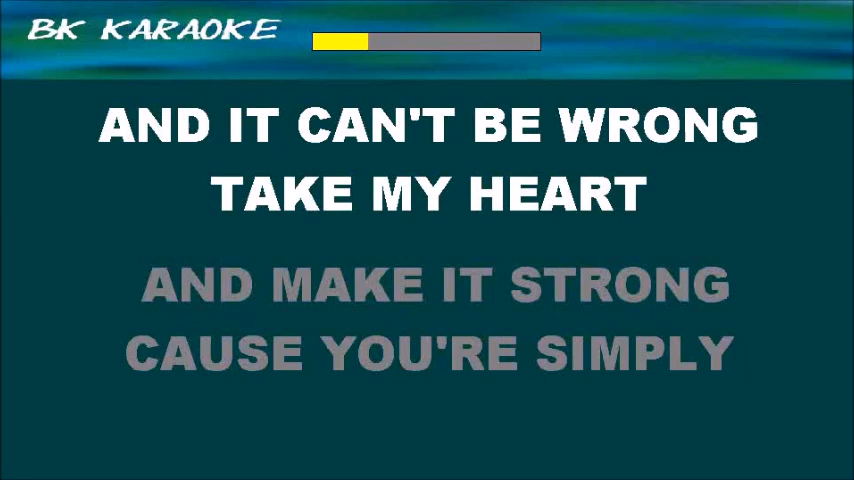 BK KARAOKE
AND IT CAN'T BE WRONG
TAKE MY HEART
AND MAKE IT STRONG
CAUSE YOU'RE SIMPLY